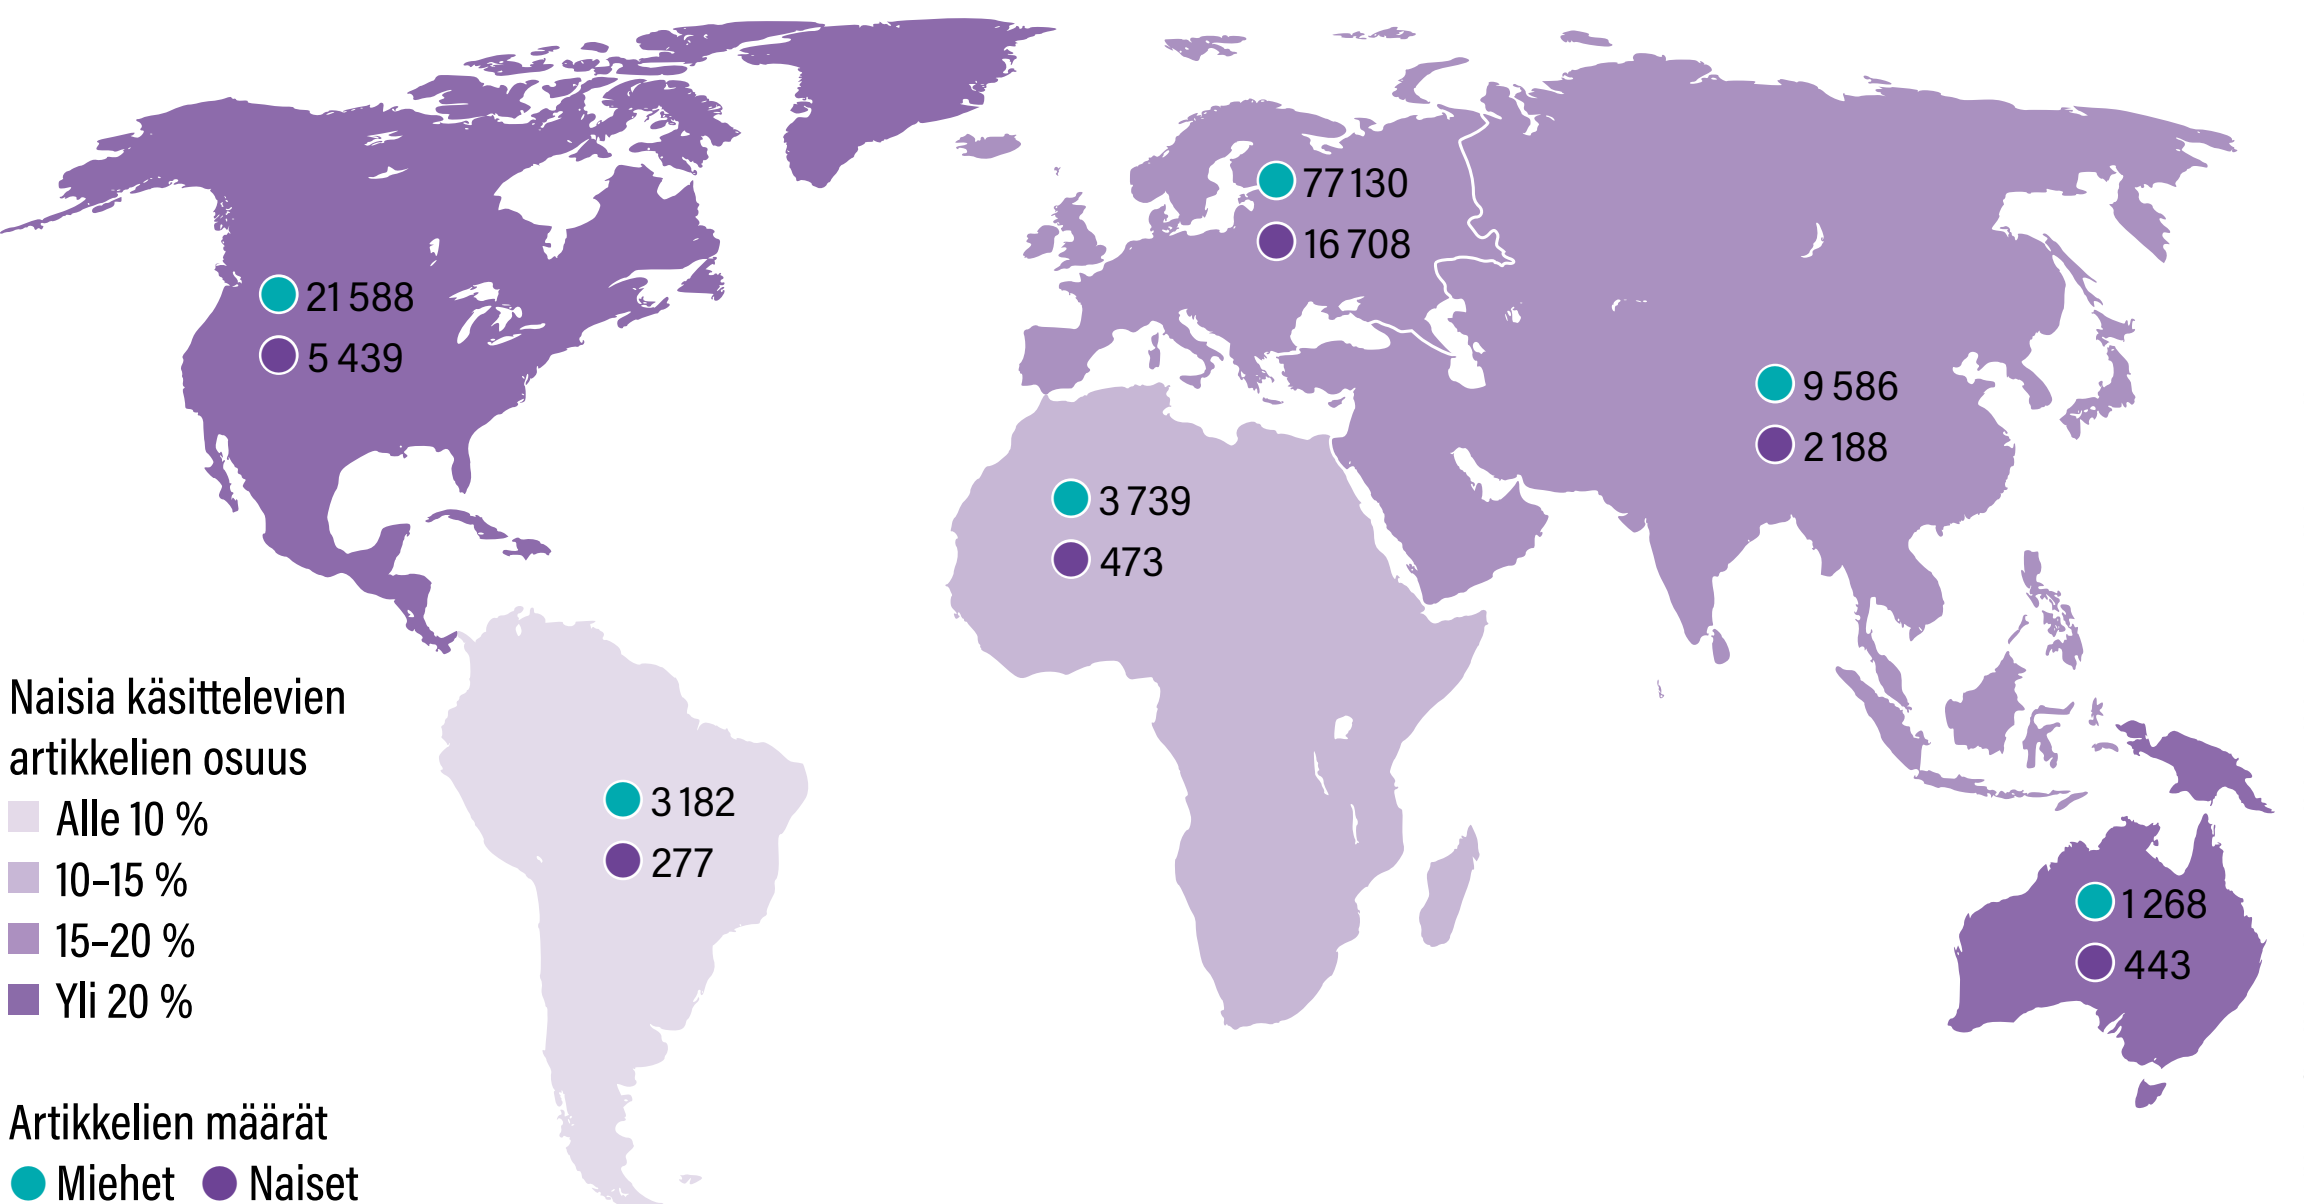 77 130
16 708
21 588
5 439
9 586
2 188
3 739
473
Naisia käsittelevien
artikkelien osuus
Alle 10 %
10–15 %
15–20 %
Yli 20 %
3 182
277
1 268
443
Artikkelien määrät
Miehet Naiset